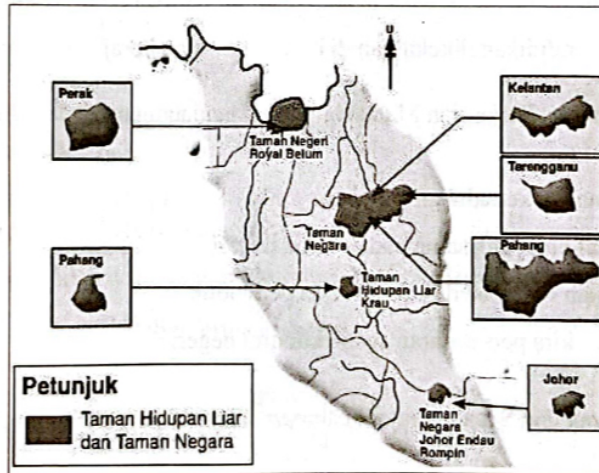 U
Perak
Kelantan
Taman Negeri
Royal Belum
Terengganu
Taman
Negara
Pahang
Pahang
Taman
Hidupan Liar
Krau
Petunjuk
Taman Hidupan Liar
dan Taman Negara
Johor
Taman
Negara
Johor Endau
Rompin